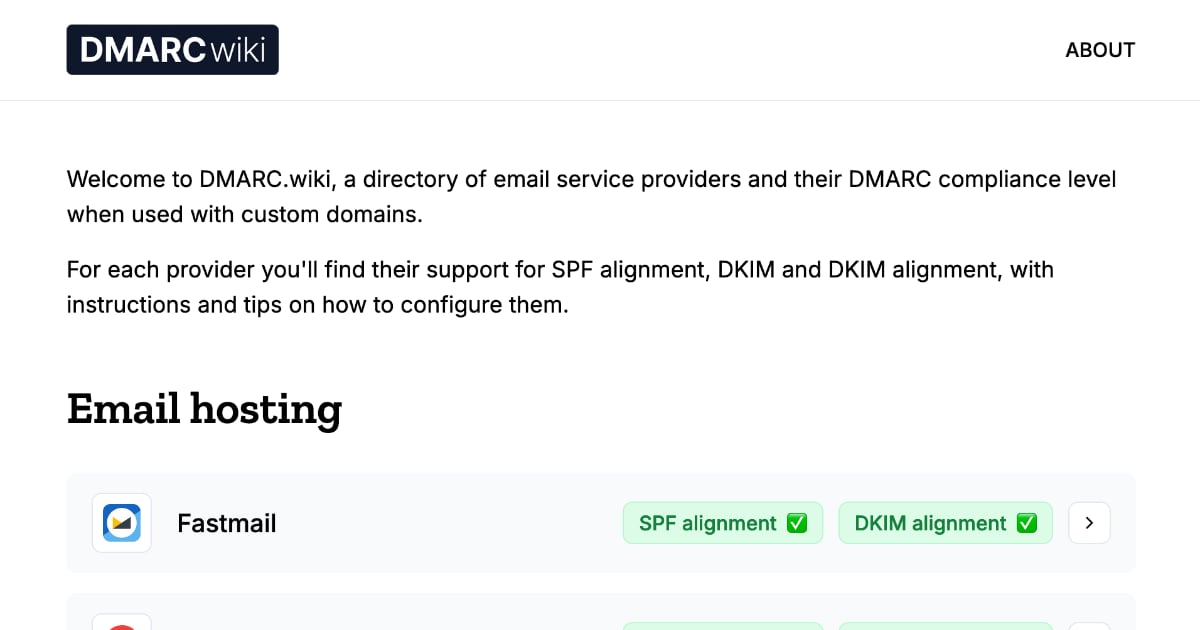 DMARCwiki
ABOUT
Welcome to DMARC.wiki, a directory of email service providers and their DMARC compliance level
when used with custom domains.
For each provider you'll find their support for SPF alignment, DKIM and DKIM alignment, with
instructions and tips on how to configure them.
Email hosting
Fastmail
SPF alignment ✅
DKIM alignment ✅